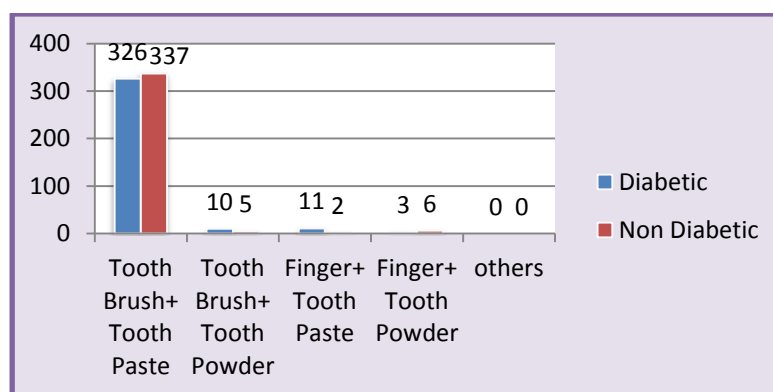 400
300
200
100
0
326 337
10 5
11 2
3 6
0 0
Tooth Brush+ Tooth Paste
Tooth Brush+ Tooth Powder
Finger+ Tooth Paste
Finger+ Tooth Powder
others
Diabetic
Non Diabetic